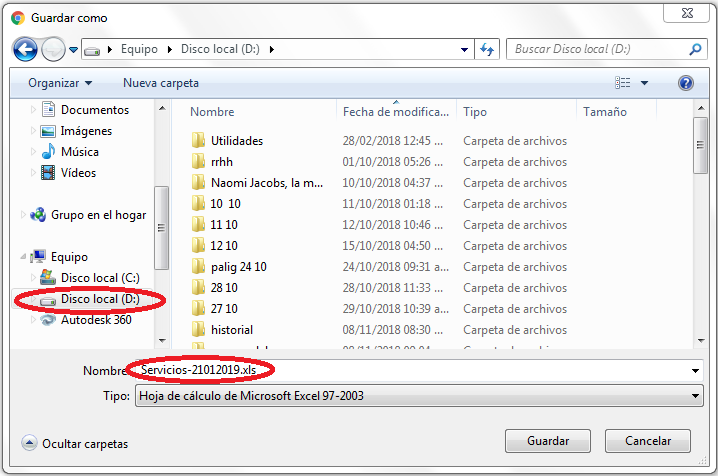 Guardar como
Equipo Disco local (D:)
Buscar Disco local (D:)
Organizar Nueva carpeta
Documentos
Imágenes
Música
Vídeos
Grupo en el hogar
Equipo
Disco local (C:)
Disco local (D:)
Autodesk 360
Nombre Fecha de modifica... Tipo Tamaño
Utilidades 28/02/2018 12:45 ... Carpeta de archivos
rrhh 01/10/2018 05:26 ... Carpeta de archivos
Naomi Jacobs, la m... 10/10/2018 04:37 ... Carpeta de archivos
10 10 11/10/2018 01:18 ... Carpeta de archivos
11 10 12/10/2018 10:46 ... Carpeta de archivos
12 10 15/10/2018 04:50 ... Carpeta de archivos
palig 24 10 24/10/2018 09:31 a... Carpeta de archivos
28 10 28/10/2018 11:33 ... Carpeta de archivos
27 10 29/10/2018 10:39 a... Carpeta de archivos
historial 08/11/2018 08:30 ... Carpeta de archivos
Nombre: Servicios-21012019.xls
Tipo: Hoja de cálculo de Microsoft Excel 97-2003
Ocultar carpetas Guardar Cancelar